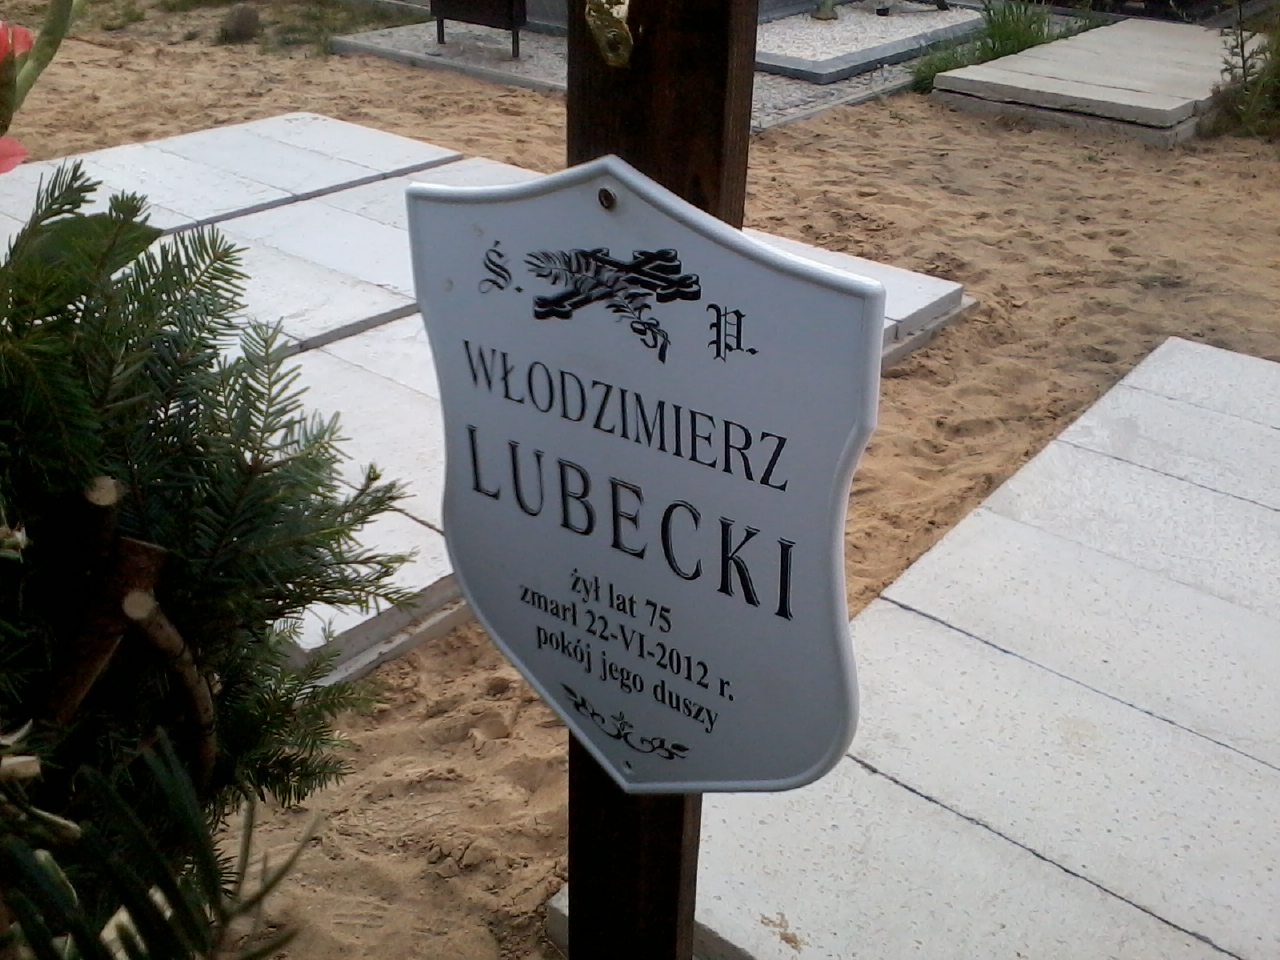 Ś. P.
WŁODZIMIERZ
LUBECKI
żył lat 75
zmarł 22-VI-2012 r.
pokój jego duszy